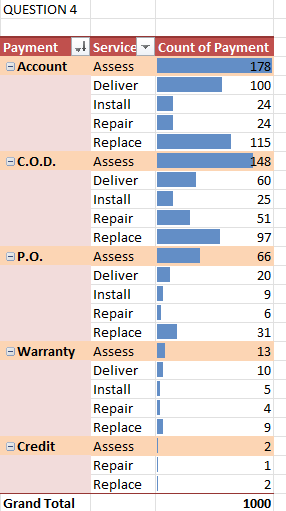 QUESTION 4
Payment Service Count of Payment
Account Assess 178
Deliver 100
Install 24
Repair 24
Replace 115
C.O.D. Assess 148
Deliver 60
Install 25
Repair 51
Replace 97
P.O. Assess 66
Deliver 20
Install 9
Repair 6
Replace 31
Warranty Assess 13
Deliver 10
Install 5
Repair 4
Replace 9
Credit Assess 2
Repair 1
Replace 2
Grand Total 1000